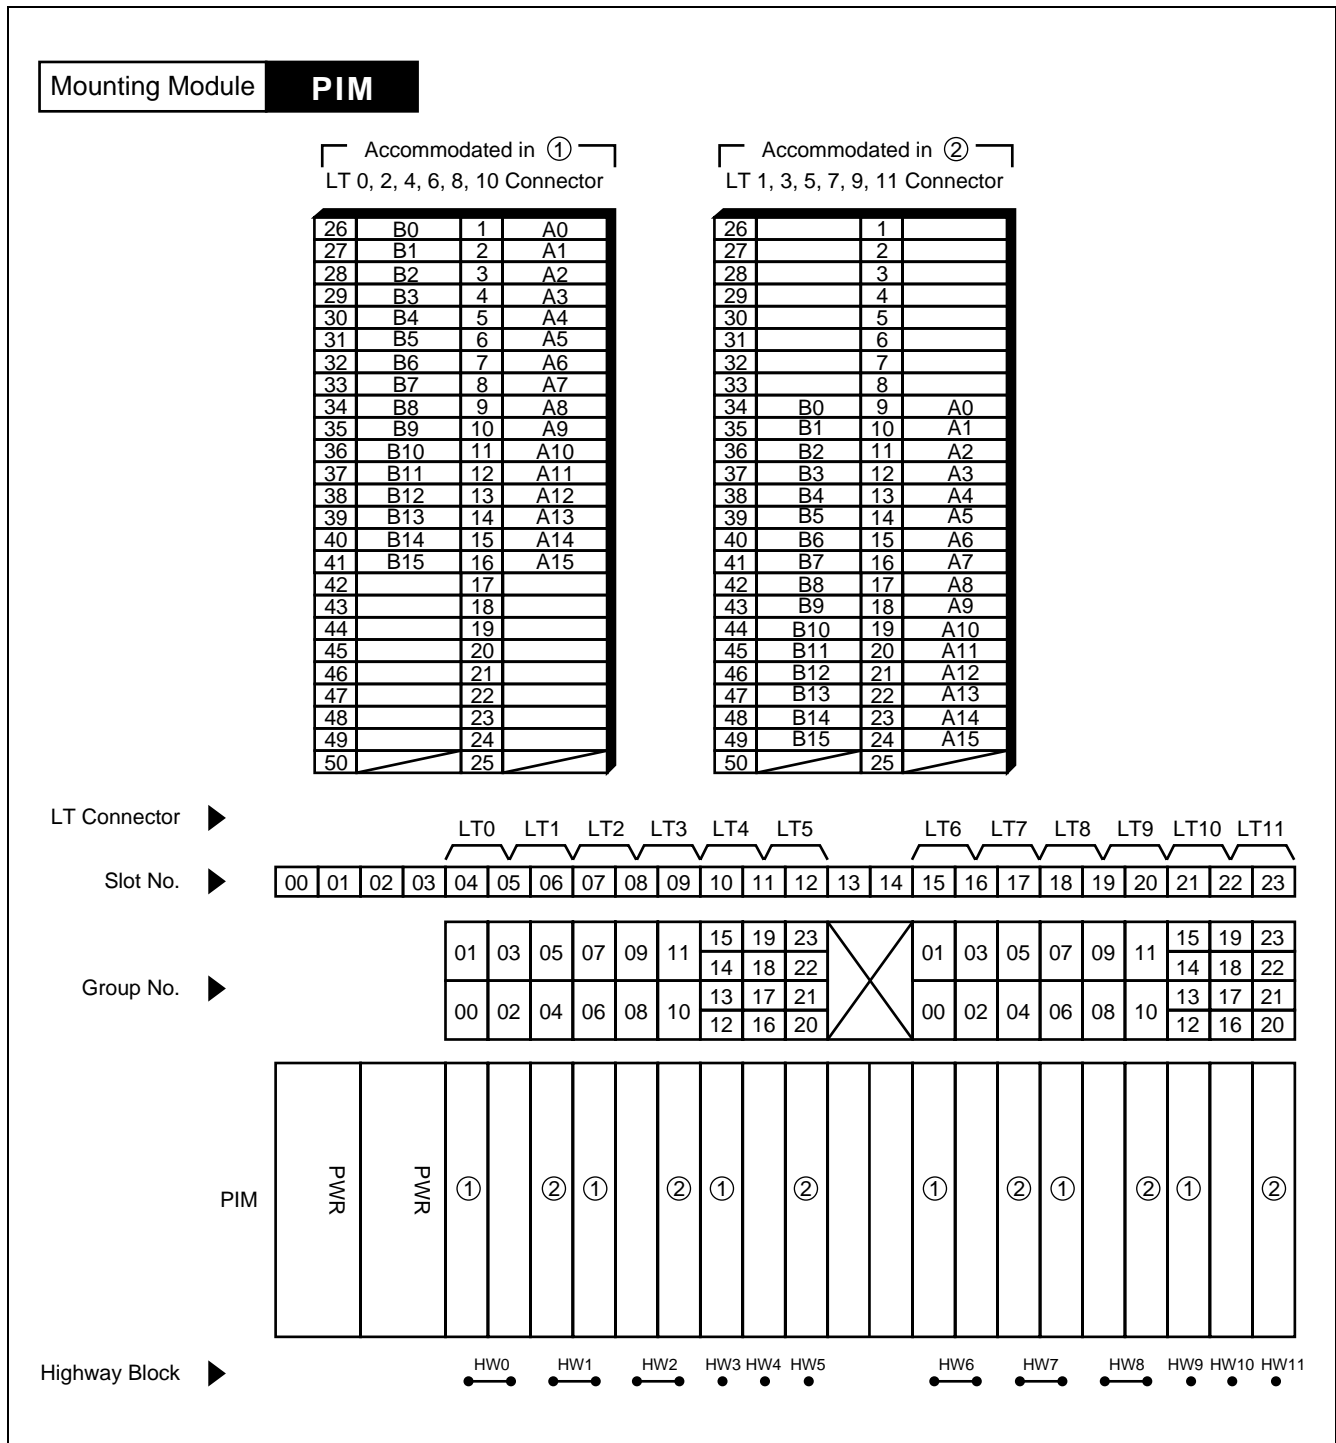 Mounting Module PIM
Accommodated in ①
LT 0, 2, 4, 6, 8, 10 Connector
26 B0 1 A0
27 B1 2 A1
28 B2 3 A2
29 B3 4 A3
30 B4 5 A4
31 B5 6 A5
32 B6 7 A6
33 B7 8 A7
34 B8 9 A8
35 B9 10 A9
36 B10 11 A10
37 B11 12 A11
38 B12 13 A12
39 B13 14 A13
40 B14 15 A14
41 B15 16 A15
42 17
43 18
44 19
45 20
46 21
47 22
48 23
49 24
50 25
Accommodated in ②
LT 1, 3, 5, 7, 9, 11 Connector
26 1
27 2
28 3
29 4
30 5
31 6
32 7
33 8
34 B0 9 A0
35 B1 10 A1
36 B2 11 A2
37 B3 12 A3
38 B4 13 A4
39 B5 14 A5
40 B6 15 A6
41 B7 16 A7
42 B8 17 A8
43 B9 18 A9
44 B10 19 A10
45 B11 20 A11
46 B12 21 A12
47 B13 22 A13
48 B14 23 A14
49 B15 24 A15
50 25
LT Connector LT0 LT1 LT2 LT3 LT4 LT5 LT6 LT7 LT8 LT9 LT10 LT11
Slot No. 00 01 02 03 04 05 06 07 08 09 10 11 12 13 14 15 16 17 18 19 20 21 22 23
Group No.
01 03 05 07 09 11 15 19 23 01 03 05 07 09 11 15 19 23
14 18 22 14 18 22
00 02 04 06 08 10 13 17 21 00 02 04 06 08 10 13 17 21
12 16 20 12 16 20
PIM PWR PWR ① ② ① ② ① ② ① ② ① ② ① ②
Highway Block HW0 HW1 HW2 HW3 HW4 HW5 HW6 HW7 HW8 HW9 HW10 HW11